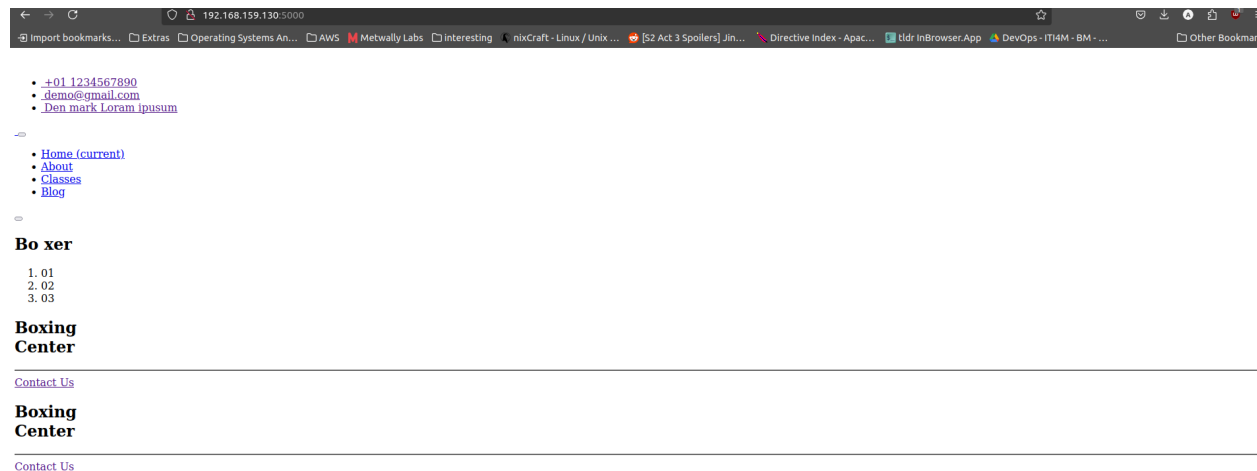 192.168.159.130:5000
Import bookmarks... Extras Operating Systems An... AWS Metwally Labs interesting nixCraft - Linux / Unix ... [S2 Act 3 Spoilers] Jin... Directive Index - Apac... tldr InBrowser.App DevOps - ITI4M - BM - ... Other Bookmar
+01 1234567890
demo@gmail.com
Den mark Loram ipusum
Home (current)
About
Classes
Blog
Bo xer
1. 01
2. 02
3. 03
Boxing
Center
Contact Us
Boxing
Center
Contact Us